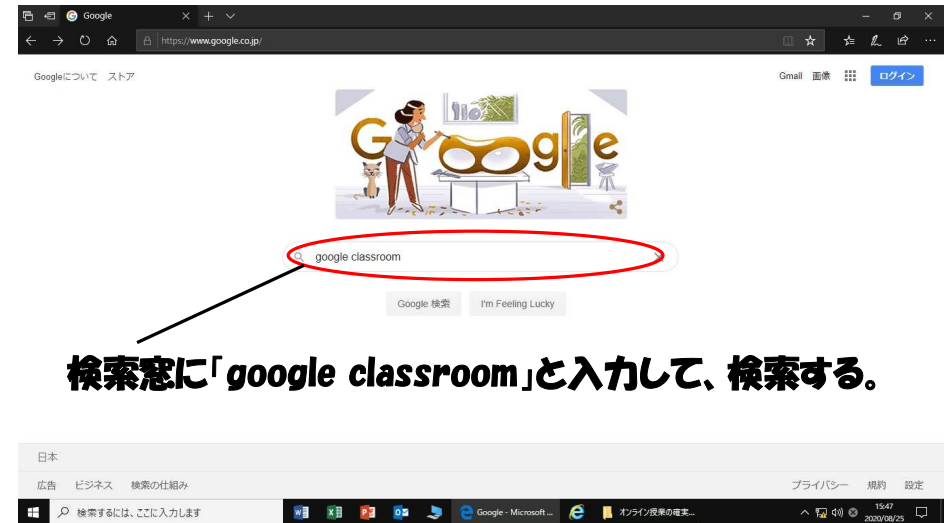 Google
https://www.google.co.jp/
Googleについて ストア
Gmail 画像
ログイン
Google
google classroom
Google 検索 I'm Feeling Lucky
検索窓に「google classroom」と入力して、検索する。
日本
広告 ビジネス 検索の仕組み
プライバシー 規約 設定
検索するには、ここに入力します
Google - Microsoft ...
オンライン授業の確実...
15:47
2020/08/25